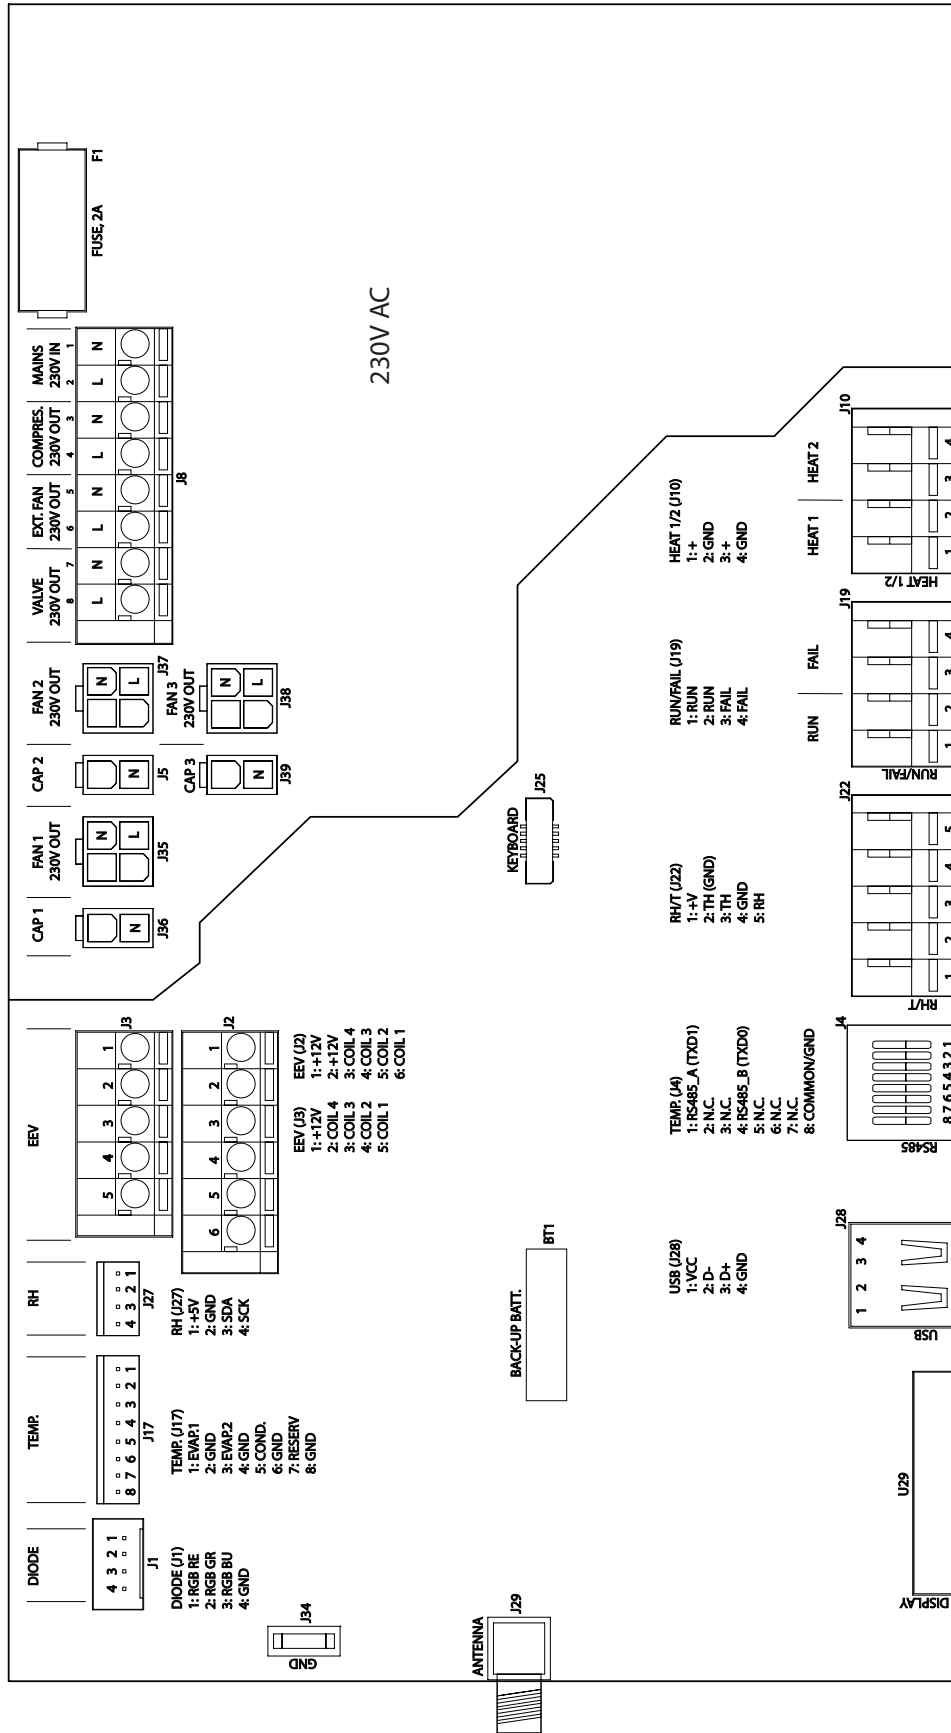 DIODE
4 3 2 1
J1
DIODE (J1)
1: RGB RE
2: RGB GR
3: RGB BU
4: GND
TEMP.
8 7 6 5 4 3 2 1
J17
TEMP. (J17)
1: EVAP.1
2: GND
3: EVAP.2
4: GND
5: COND.
6: GND
7: RESERV
8: GND
RH
4 3 2 1
J27
RH (J27)
1: +5V
2: GND
3: SDA
4: SCK
EEV
5 4 3 2 1
J3
6 5 4 3 2 1
J2
EEV (J3)
1: +12V
2: COIL 4
3: COIL 3
4: COIL 2
5: COIL 1
EEV (J2)
1: +12V
2: +12V
3: COIL 4
4: COIL 3
5: COIL 2
6: COIL 1
CAP 1
N
J36
FAN 1
230V OUT
N
L
J35
CAP 2
N
J5
CAP 3
N
J39
FAN 2
230V OUT
N
L
J37
FAN 3
230V OUT
N
L
J38
VALVE
230V OUT
8 7
EXT. FAN
230V OUT
6 5
COMPRES.
230V OUT
4 3
MAINS
230V IN
2 1
L N L N L N L N
J8
FUSE, 2A
F1
230V AC
GND
J34
ANTENNA
J29
BACK-UP BATT.
BT1
KEYBOARD
J25
USB (J28)
1: VCC
2: D-
3: D+
4: GND
TEMP. (J4)
1: RS485_A (TXD1)
2: N.C.
3: N.C.
4: RS485_B (TXD0)
5: N.C.
6: N.C.
7: N.C.
8: COMMON/GND
RH/T (J22)
1: +V
2: TH (GND)
3: TH
4: GND
5: RH
RUN/FAIL (J19)
1: RUN
2: RUN
3: FAIL
4: FAIL
HEAT 1/2 (J10)
1: +
2: GND
3: +
4: GND
U29
DISPLAY
J28
1 2 3 4
USB
J4
8 7 6 5 4 3 2 1
RS485
J22
1 2 3 4 5
RH/T
RUN
FAIL
J19
1 2 3 4
RUN/FAIL
HEAT 1
HEAT 2
J10
1 2 3 4
HEAT 1/2